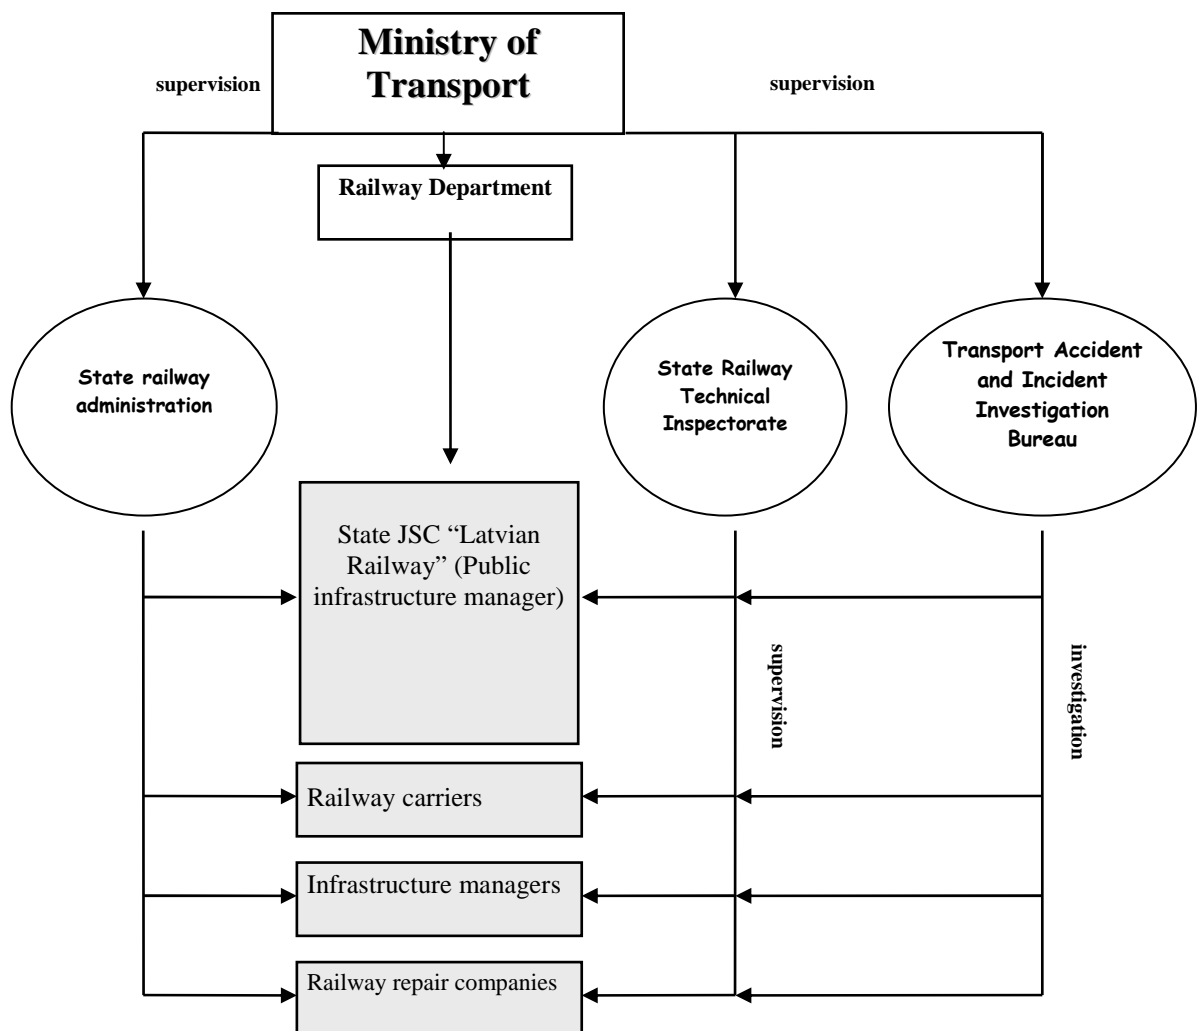 Ministry of
Transport
supervision
supervision
Railway Department
State railway
administration
State Railway
Technical
Inspectorate
Transport Accident
and Incident
Investigation
Bureau
State JSC “Latvian
Railway” (Public
infrastructure manager)
supervision
investigation
Railway carriers
Infrastructure managers
Railway repair companies